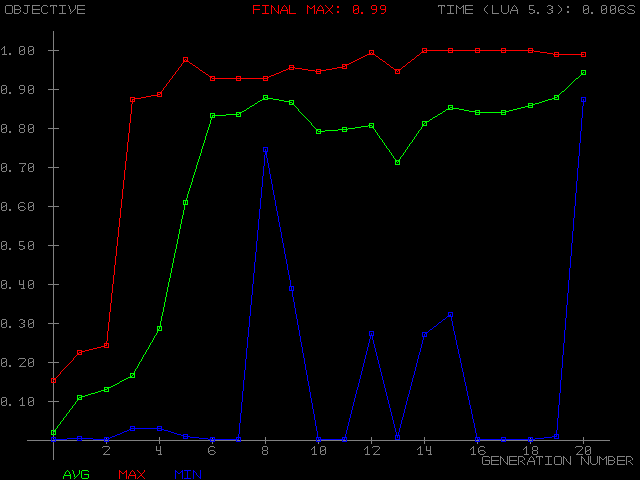 OBJECTIVE FINAL MAX: 0.99 TIME (LUA 5.3): 0.006S
1.00
0.90
0.80
0.70
0.60
0.50
0.40
0.30
0.20
0.10
2 4 6 8 10 12 14 16 18 20
GENERATION NUMBER
AVG MAX MIN